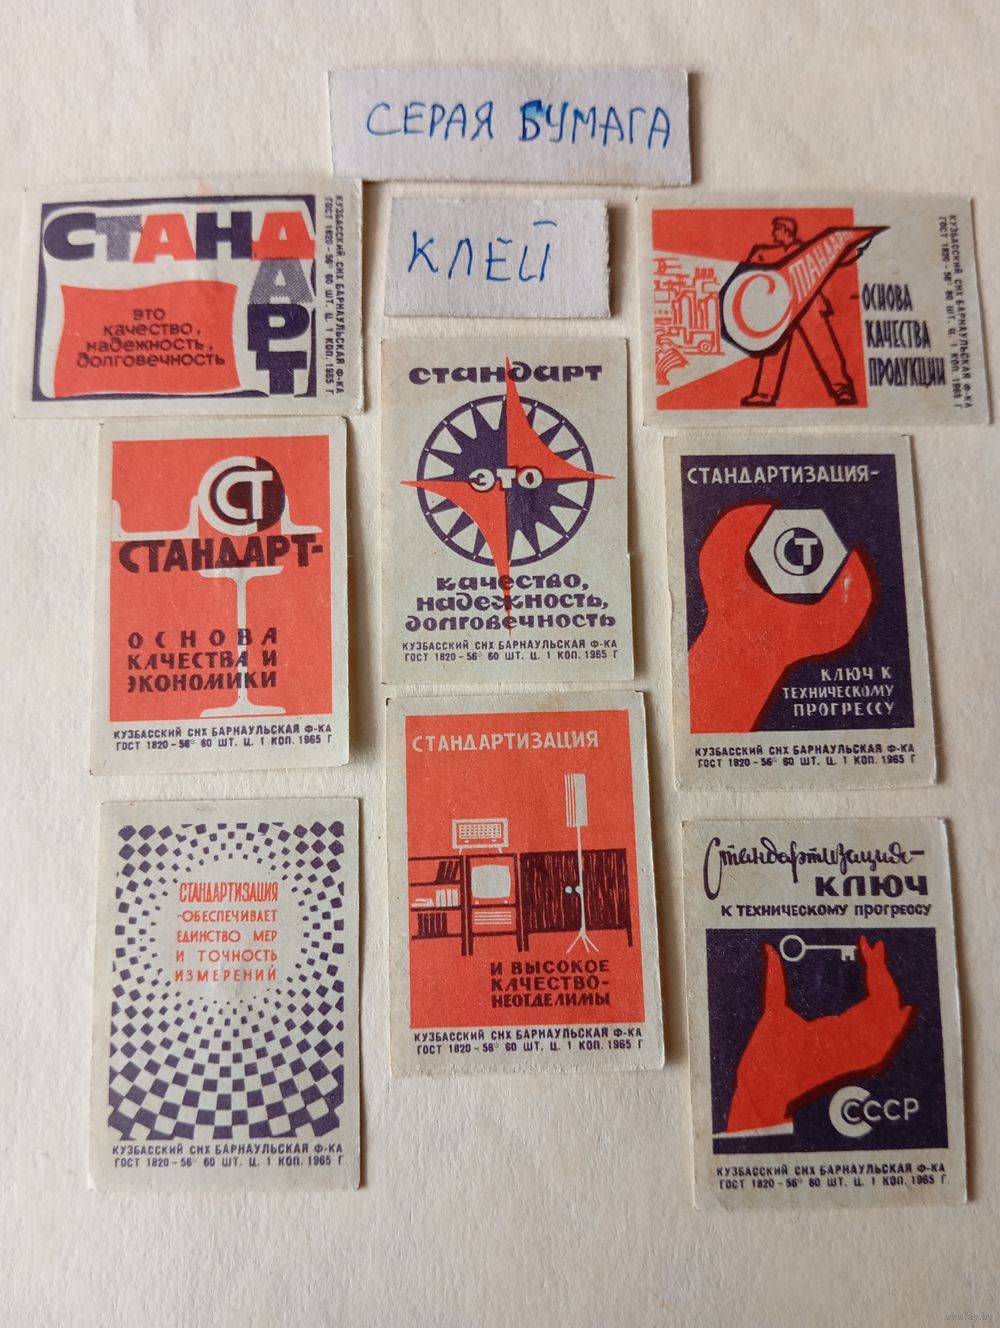 СЕРАЯ БУМАГА
КЛЕЙ
СТАНДАРТ
это
качество,
надежность,
долговечность
КУЗБАССКИЙ СНХ БАРНАУЛЬСКАЯ Ф-КА
ГОСТ 1820-56 60 ШТ. Ц. 1 КОП. 1965 Г
СТАНДАРТ
-ОСНОВА
КАЧЕСТВА
ПРОДУКЦИИ
КУЗБАССКИЙ СНХ БАРНАУЛЬСКАЯ Ф-КА
ГОСТ 1820-56 60 ШТ. Ц. 1 КОП. 1965 Г
стандарт
это
качество,
надежность,
долговечность
КУЗБАССКИЙ СНХ БАРНАУЛЬСКАЯ Ф-КА
ГОСТ 1820-56 60 ШТ. Ц. 1 КОП. 1965 Г
СТ
СТАНДАРТ-
ОСНОВА
КАЧЕСТВА И
ЭКОНОМИКИ
КУЗБАССКИЙ СНХ БАРНАУЛЬСКАЯ Ф-КА
ГОСТ 1820-56 60 ШТ. Ц. 1 КОП. 1965 Г
СТАНДАРТИЗАЦИЯ-
СТ
КЛЮЧ К
ТЕХНИЧЕСКОМУ
ПРОГРЕССУ
КУЗБАССКИЙ СНХ БАРНАУЛЬСКАЯ Ф-КА
ГОСТ 1820-56 60 ШТ. Ц. 1 КОП. 1965 Г
СТАНДАРТИЗАЦИЯ
И ВЫСОКОЕ
КАЧЕСТВО-
НЕОТДЕЛИМЫ
КУЗБАССКИЙ СНХ БАРНАУЛЬСКАЯ Ф-КА
ГОСТ 1820-56 60 ШТ. Ц. 1 КОП. 1965 Г
СТАНДАРТИЗАЦИЯ
-ОБЕСПЕЧИВАЕТ
ЕДИНСТВО МЕР
И ТОЧНОСТЬ
ИЗМЕРЕНИЙ
КУЗБАССКИЙ СНХ БАРНАУЛЬСКАЯ Ф-КА
ГОСТ 1820-56 60 ШТ. Ц. 1 КОП. 1965 Г
Стандартизация-
КЛЮЧ
К ТЕХНИЧЕСКОМУ ПРОГРЕССУ
СССР
КУЗБАССКИЙ СНХ БАРНАУЛЬСКАЯ Ф-КА
ГОСТ 1820-56 60 ШТ. Ц. 1 КОП. 1965 Г.
www.ay.by